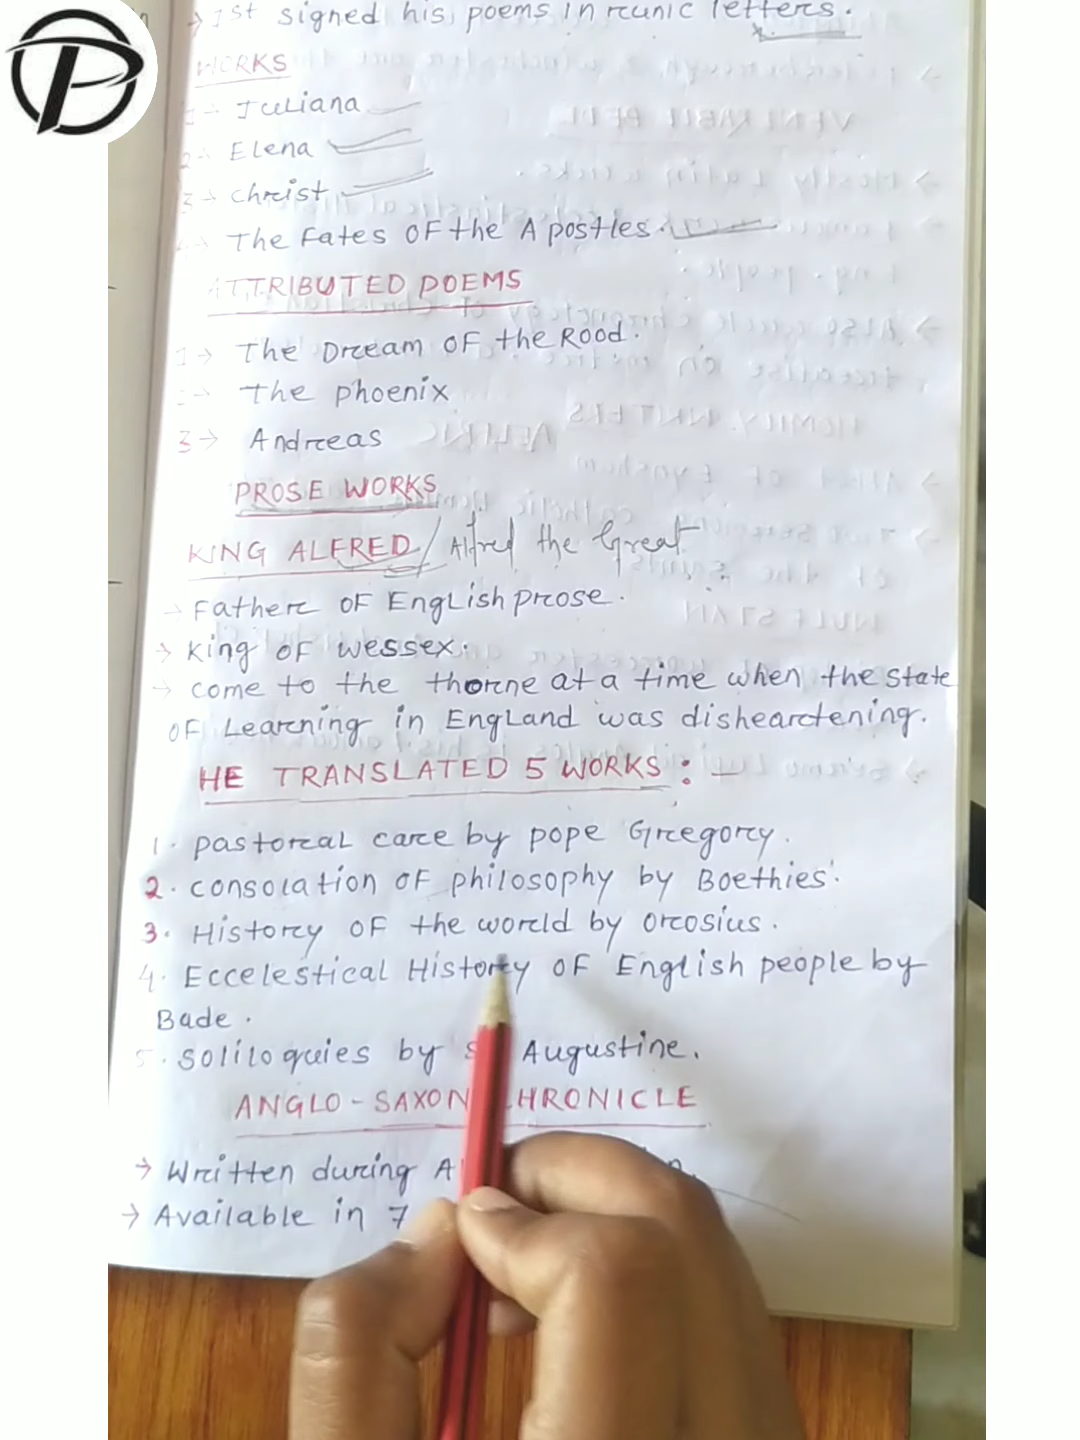 → 1st signed his poems in runic letters.
WORKS
1→ Juliana
2→ Elena
3→ Christ
4→ The Fates of the Apostles.
ATTRIBUTED POEMS
1→ The Dream of the Rood.
2→ The phoenix
3→ Andreas
PROSE WORKS
KING ALFRED/ Alfred the Great
→ Father of English prose.
→ King of wessex.
→ come to the thorne at a time when the state
of Learning in England was disheartening.
HE TRANSLATED 5 WORKS : -
1. pastoral care by pope Gregory.
2. consolation of philosophy by Boethies.
3. History of the world by orosius.
4. Eccelestical History of English people by
Bade.
5. soliloquies by Augustine.
ANGLO-SAXON CHRONICLE
→ Written during
→ Available in 7